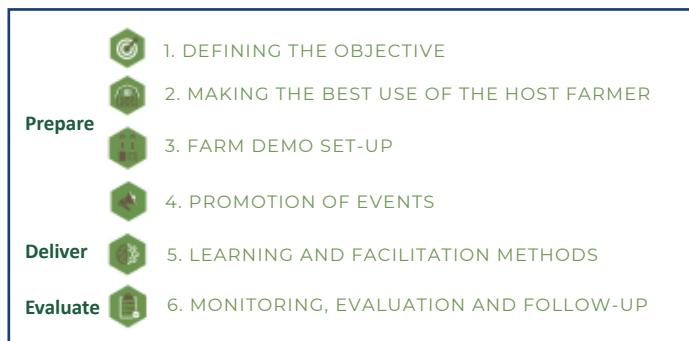 1. DEFINING THE OBJECTIVE
2. MAKING THE BEST USE OF THE HOST FARMER
Prepare
3. FARM DEMO SET-UP
4. PROMOTION OF EVENTS
Deliver
5. LEARNING AND FACILITATION METHODS
Evaluate
6. MONITORING, EVALUATION AND FOLLOW-UP